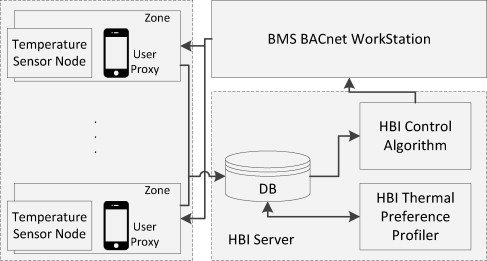 Zone
Temperature
Sensor Node
User
Proxy
.
.
.
Zone
Temperature
Sensor Node
User
Proxy
BMS BACnet WorkStation
HBI Control
Algorithm
DB
HBI Thermal
Preference
Profiler
HBI Server